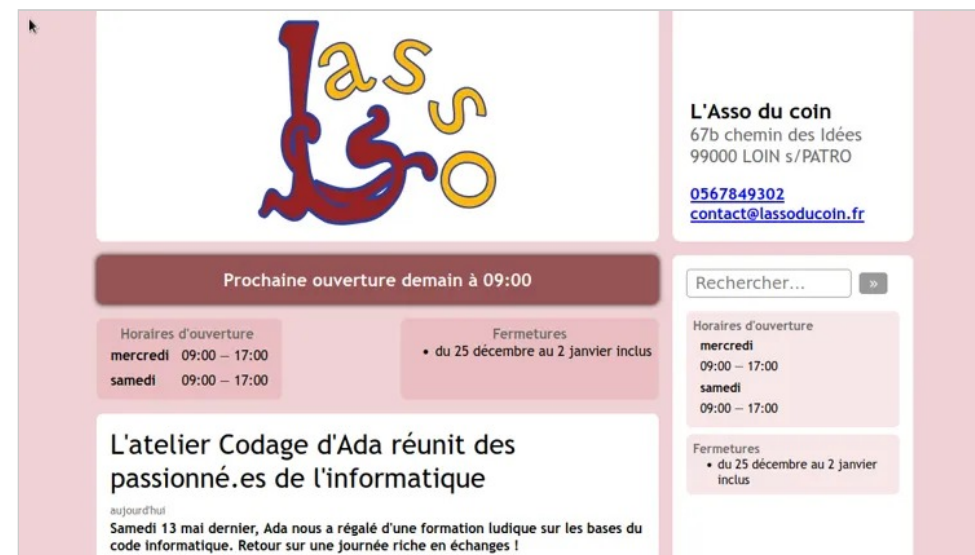 lasso
L'Asso du coin
67b chemin des Idées
99000 LOIN s/PATRO
0567849302
contact@lassoducoin.fr
Prochaine ouverture demain à 09:00
Rechercher...
»
Horaires d'ouverture
mercredi 09:00 — 17:00
samedi 09:00 — 17:00
Fermetures
• du 25 décembre au 2 janvier inclus
Horaires d'ouverture
mercredi
09:00 — 17:00
samedi
09:00 — 17:00
Fermetures
• du 25 décembre au 2 janvier
inclus
L'atelier Codage d'Ada réunit des
passionné.es de l'informatique
aujourd'hui
Samedi 13 mai dernier, Ada nous a régalé d'une formation ludique sur les bases du
code informatique. Retour sur une journée riche en échanges !